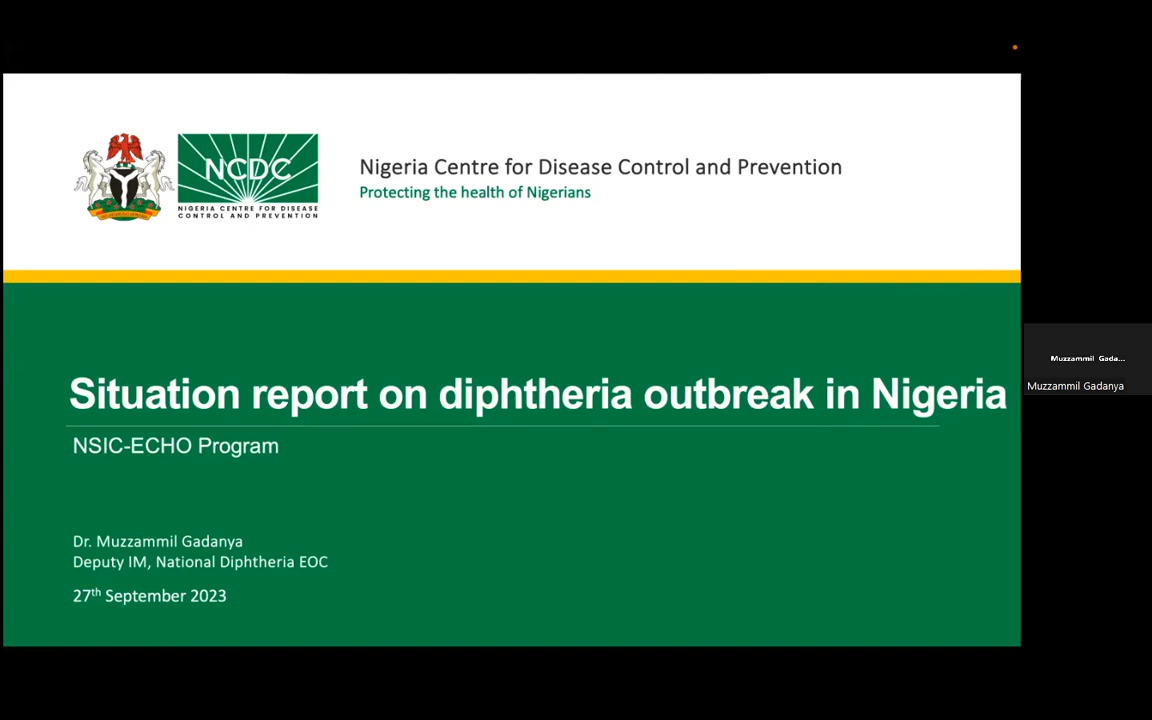 NCDC
NIGERIA CENTRE FOR DISEASE
CONTROL AND PREVENTION
Nigeria Centre for Disease Control and Prevention
Protecting the health of Nigerians
Situation report on diphtheria outbreak in Nigeria
NSIC-ECHO Program
Dr. Muzzammil Gadanya
Deputy IM, National Diphtheria EOC
27th September 2023
Muzzammil Gada...
Muzzammil Gadanya